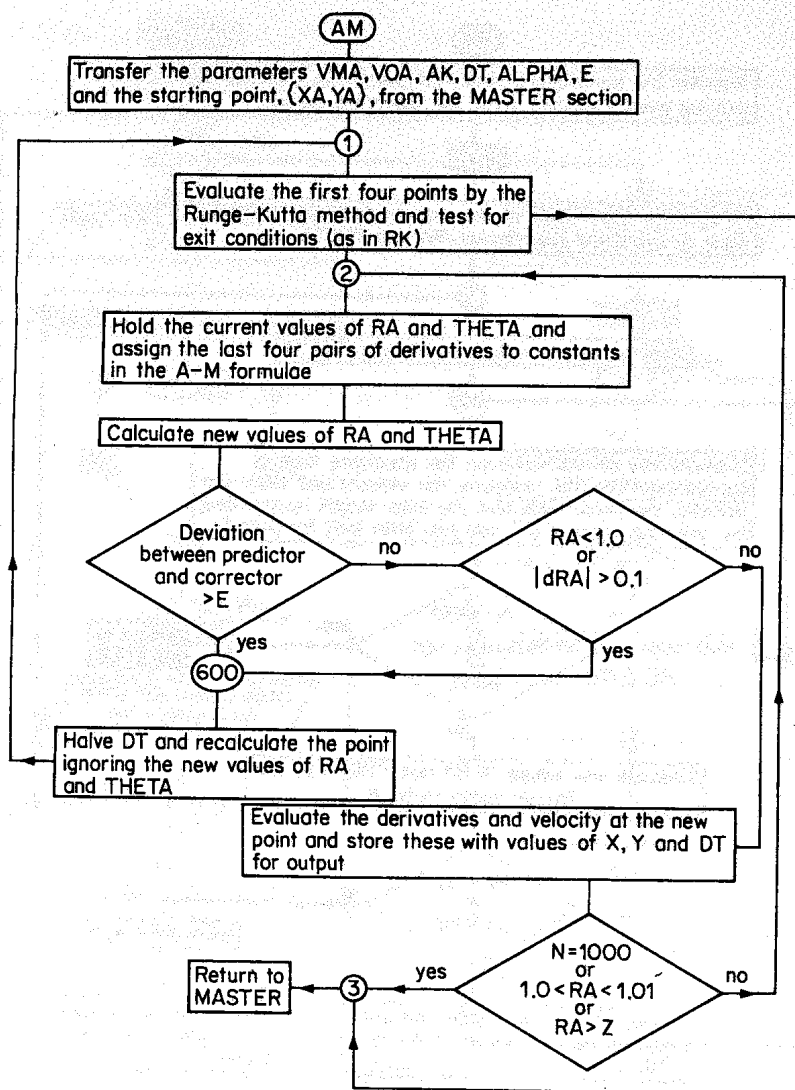 AM
Transfer the parameters VMA, VOA, AK, DT, ALPHA, E
and the starting point, (XA,YA), from the MASTER section
1
Evaluate the first four points by the
Runge-Kutta method and test for
exit conditions (as in RK)
2
Hold the current values of RA and THETA and
assign the last four pairs of derivatives to constants
in the A-M formulae
Calculate new values of RA and THETA
Deviation
between predictor
and corrector
>E
no
RA<1.0
or
|dRA| >0.1
no
yes
yes
600
Halve DT and recalculate the point
ignoring the new values of RA
and THETA
Evaluate the derivatives and velocity at the new
point and store these with values of X, Y and DT
for output
N=1000
or
1.0<RA<1.01
or
RA>Z
yes
no
3
Return to
MASTER